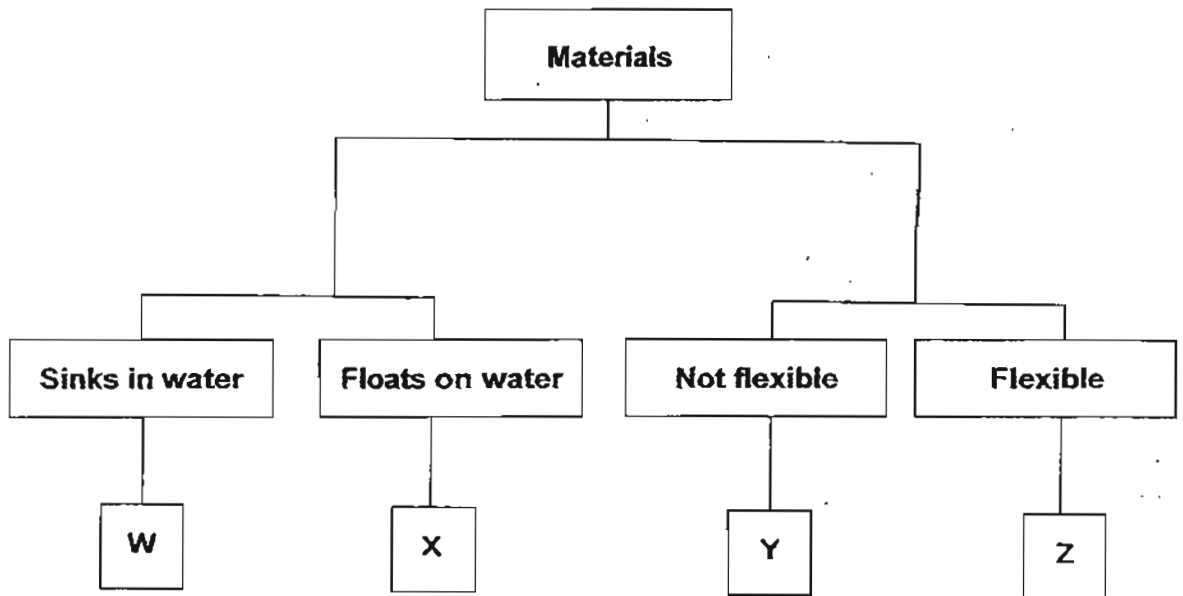 Materials
Sinks in water
Floats on water
Not flexible
Flexible
W
X
Y
Z